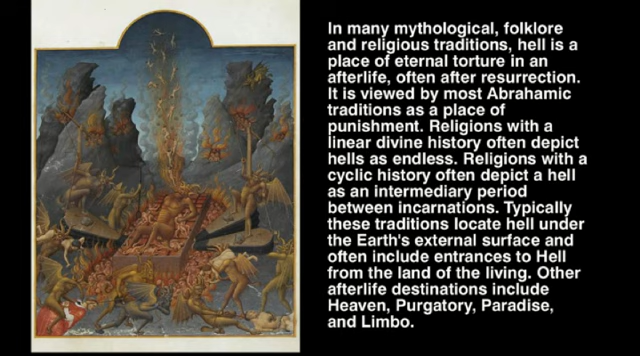 In many mythological, folklore
and religious traditions, hell is a
place of eternal torture in an
afterlife, often after resurrection.
It is viewed by most Abrahamic
traditions as a place of
punishment. Religions with a
linear divine history often depict
hells as endless. Religions with a
cyclic history often depict a hell
as an intermediary period
between incarnations. Typically
these traditions locate hell under
the Earth's external surface and
often include entrances to Hell
from the land of the living. Other
afterlife destinations include
Heaven, Purgatory, Paradise,
and Limbo.